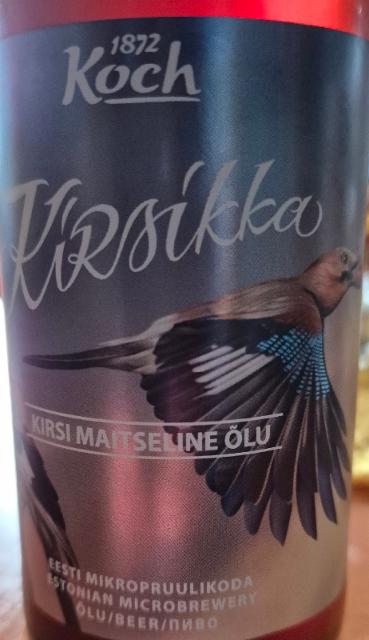 1872
Koch
Kirsikka
KIRSI MAITSELINE ÕLU
EESTI MIKROPRUULIKODA
ESTONIAN MICROBREWERY
ÕLU/BEER/ПИВО